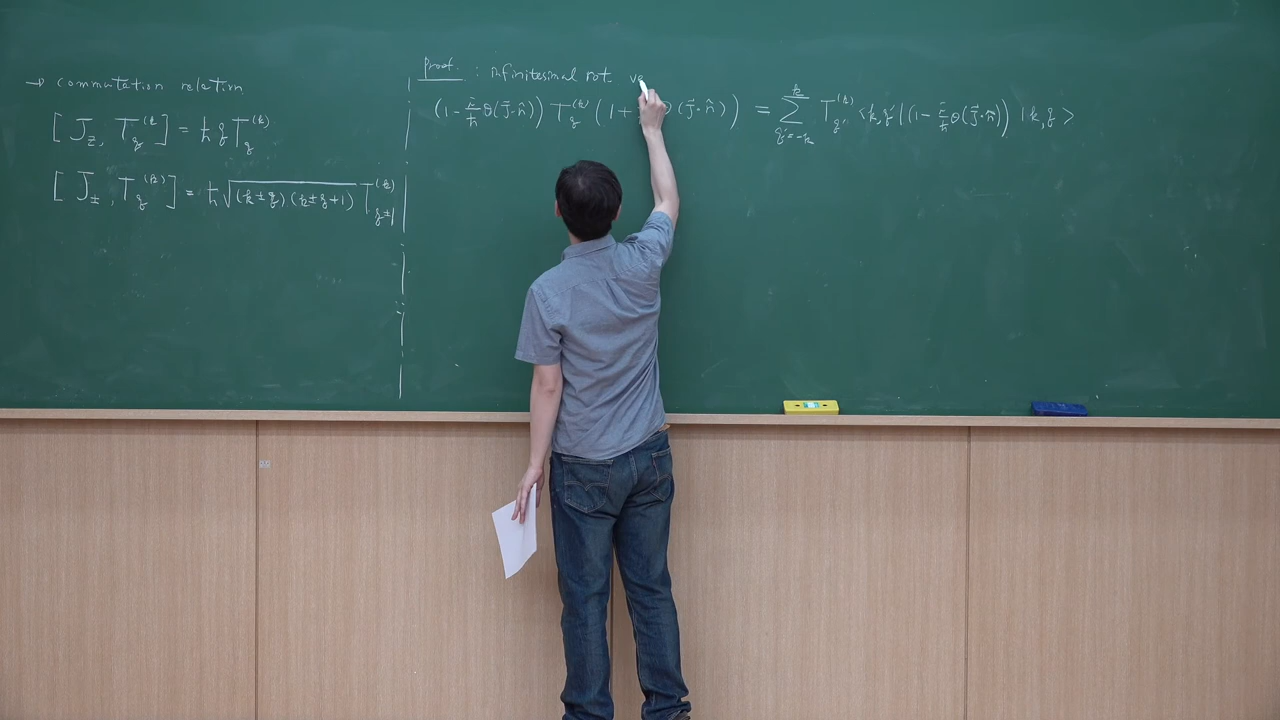 → commutation relation
[ J_z, T_q^(k) ] = ħ q T_q^(k)
[ J_±, T_q^(k) ] = ħ √((k±q)(k±q+1)) T_{q±1}^(k)
Proof. : infinitesimal rot.
(1 - i/ħ θ(J⃗·n̂)) T_q^(k) (1 + θ(J⃗·n̂)) = Σ_{q'=-k}^{k} T_{q'}^(k) <k,q'|(1 - i/ħ θ(J⃗·n̂))|k,q>